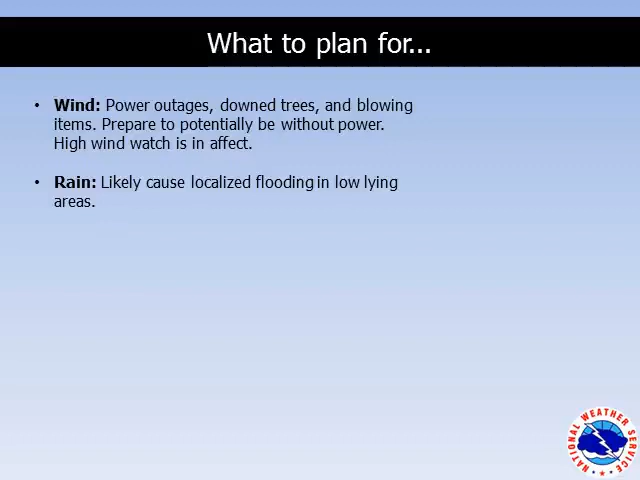 What to plan for...
• Wind: Power outages, downed trees, and blowing
items. Prepare to potentially be without power.
High wind watch is in affect.
• Rain: Likely cause localized flooding in low lying
areas.
NATIONAL WEATHER SERVICE